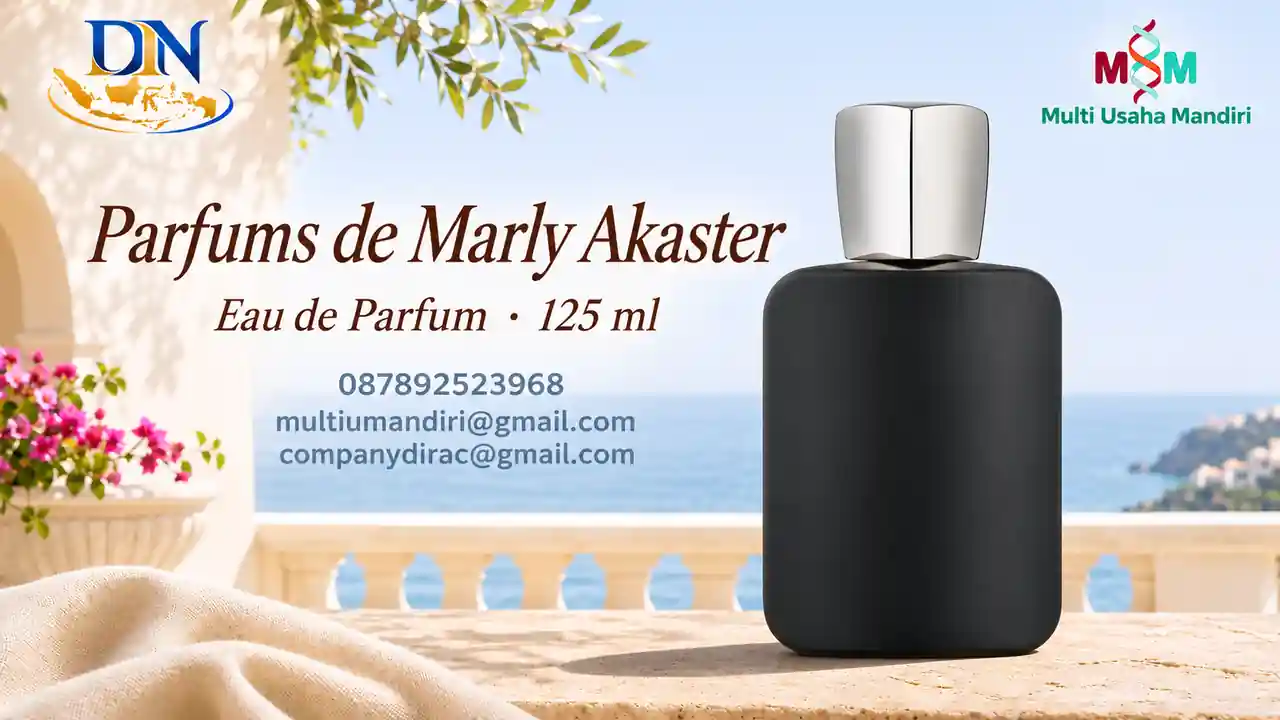 DIN
MSM
Multi Usaha Mandiri
Parfums de Marly Akaster
Eau de Parfum · 125 ml
087892523968
multiumandiri@gmail.com
companydirac@gmail.com